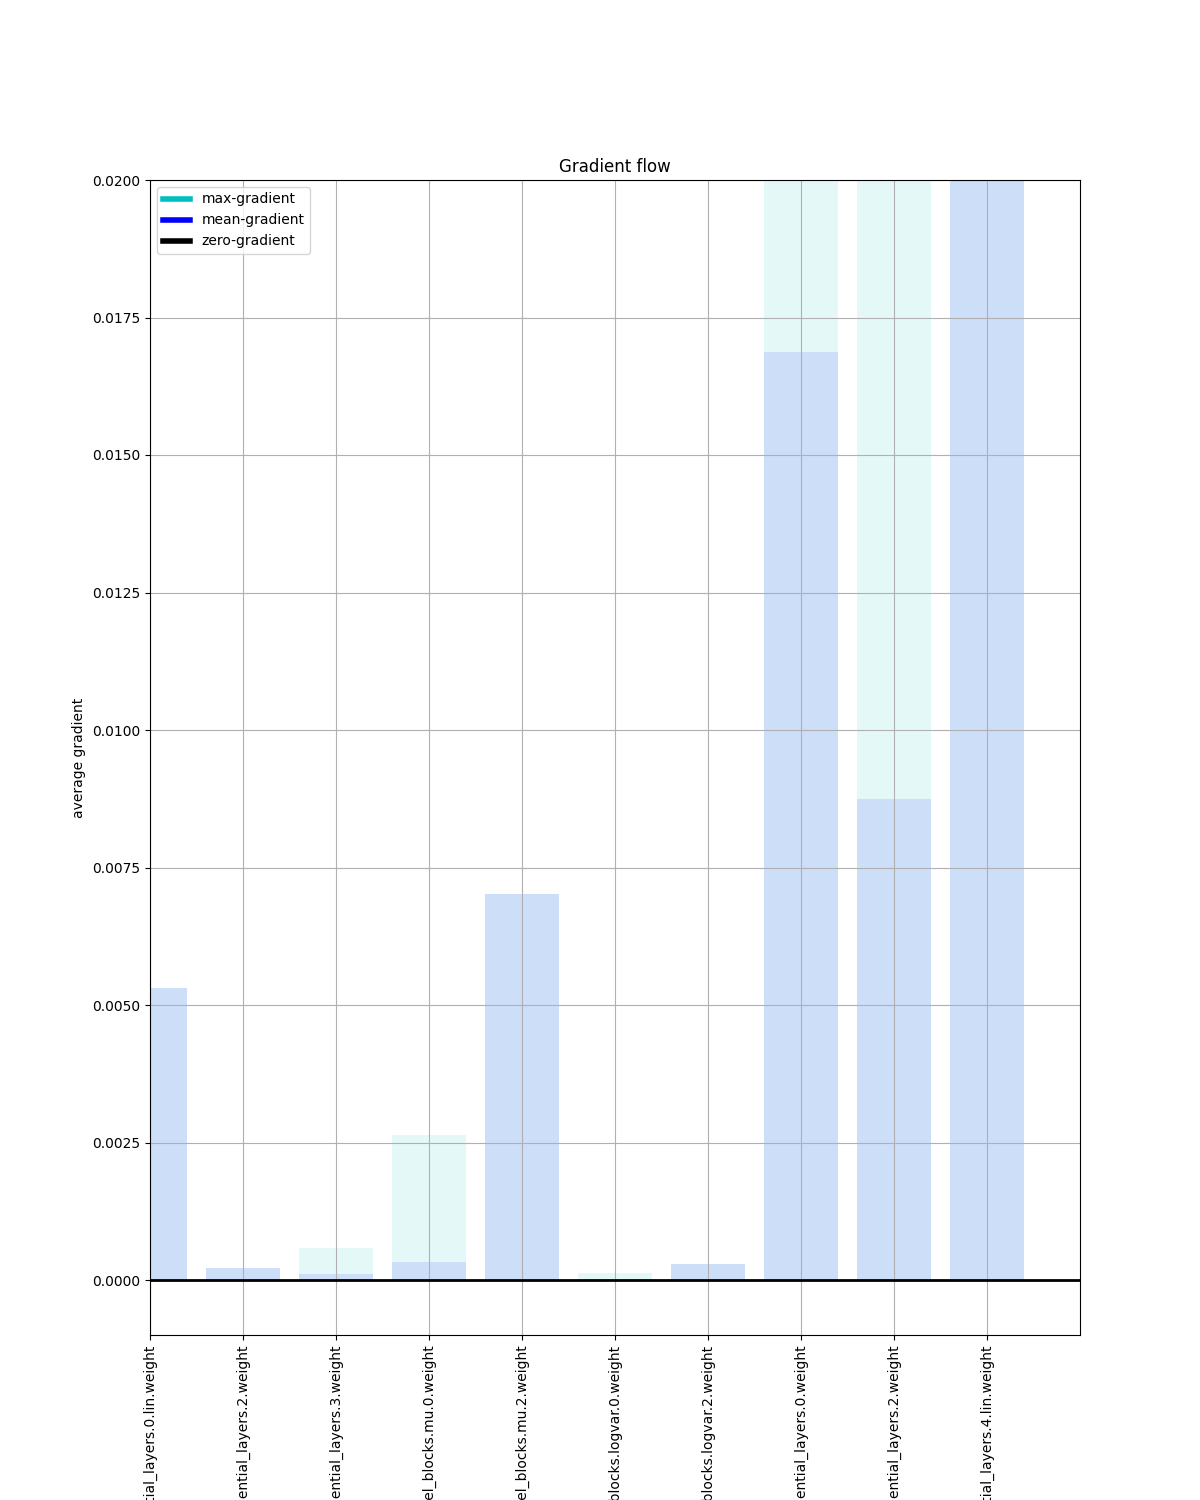 Gradient flow
max-gradient
mean-gradient
zero-gradient
0.0200
0.0175
0.0150
0.0125
0.0100
0.0075
0.0050
0.0025
0.0000
average gradient
tial_layers.0.lin.weight
ential_layers.2.weight
ential_layers.3.weight
el_blocks.mu.0.weight
el_blocks.mu.2.weight
blocks.logvar.0.weight
blocks.logvar.2.weight
ential_layers.0.weight
ential_layers.2.weight
tial_layers.4.lin.weight